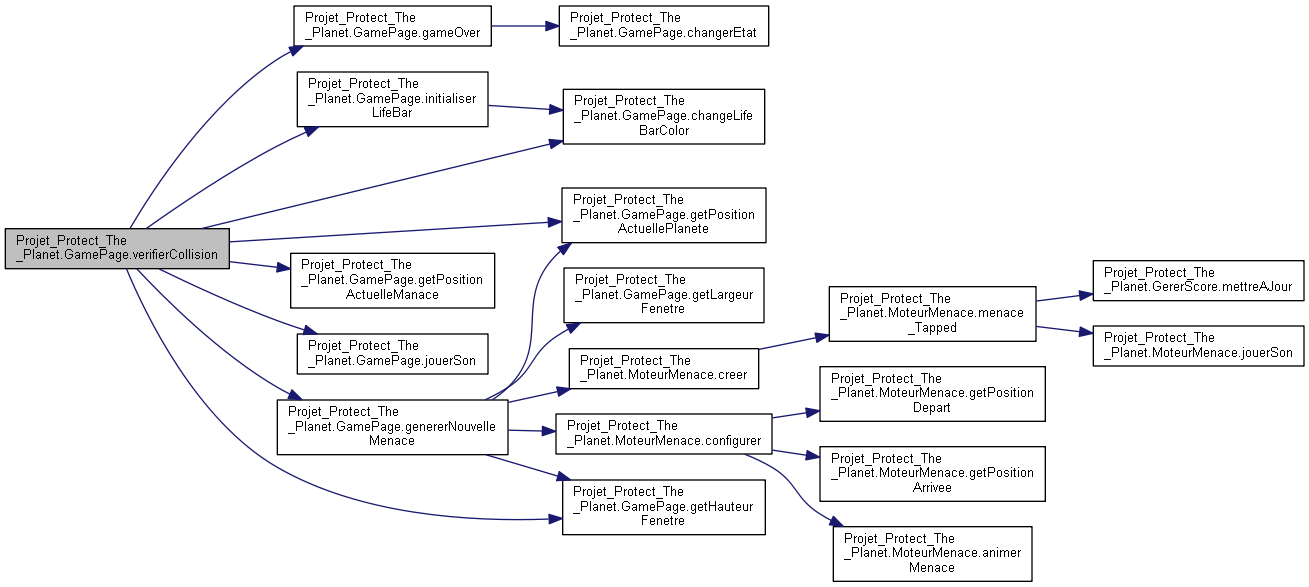 Projet_Protect_The
_Planet.GamePage.verifierCollision
Projet_Protect_The
_Planet.GamePage.gameOver
Projet_Protect_The
_Planet.GamePage.changerEtat
Projet_Protect_The
_Planet.GamePage.initialiser
LifeBar
Projet_Protect_The
_Planet.GamePage.changeLife
BarColor
Projet_Protect_The
_Planet.GamePage.getPosition
ActuellePlanete
Projet_Protect_The
_Planet.GamePage.getPosition
ActuelleManace
Projet_Protect_The
_Planet.GamePage.getLargeur
Fenetre
Projet_Protect_The
_Planet.GamePage.jouerSon
Projet_Protect_The
_Planet.MoteurMenace.creer
Projet_Protect_The
_Planet.MoteurMenace.menace
_Tapped
Projet_Protect_The
_Planet.GererScore.mettreAJour
Projet_Protect_The
_Planet.MoteurMenace.jouerSon
Projet_Protect_The
_Planet.GamePage.genererNouvelle
Menace
Projet_Protect_The
_Planet.MoteurMenace.configurer
Projet_Protect_The
_Planet.MoteurMenace.getPosition
Depart
Projet_Protect_The
_Planet.MoteurMenace.getPosition
Arrivee
Projet_Protect_The
_Planet.GamePage.getHauteur
Fenetre
Projet_Protect_The
_Planet.MoteurMenace.animer
Menace